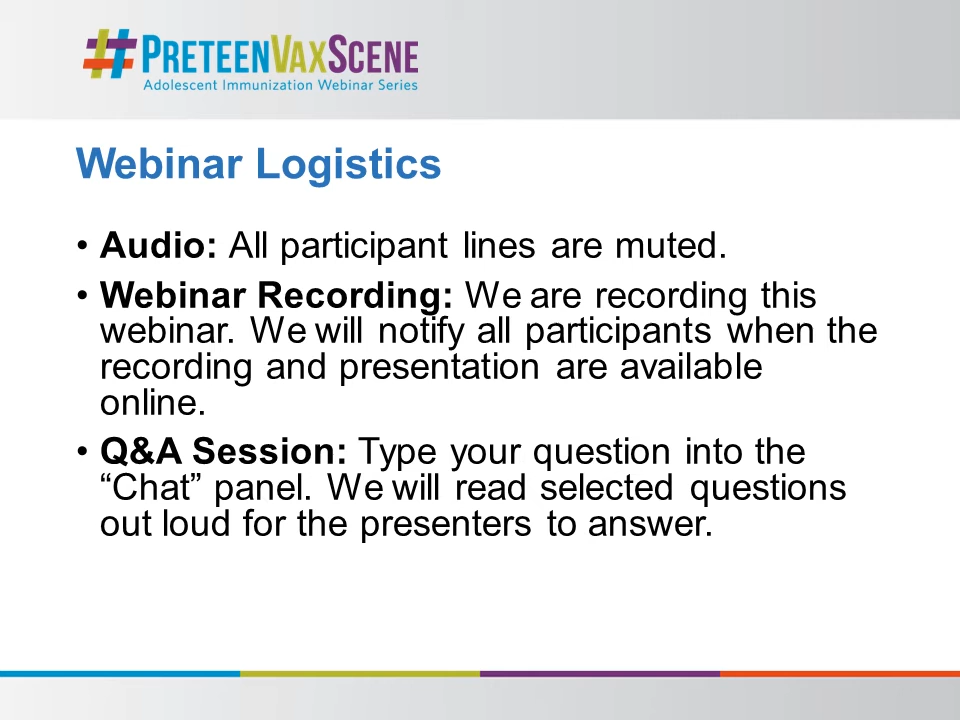 #PreteenVaxScene
Adolescent Immunization Webinar Series
Webinar Logistics
• Audio: All participant lines are muted.
• Webinar Recording: We are recording this
webinar. We will notify all participants when the
recording and presentation are available
online.
• Q&A Session: Type your question into the
“Chat” panel. We will read selected questions
out loud for the presenters to answer.